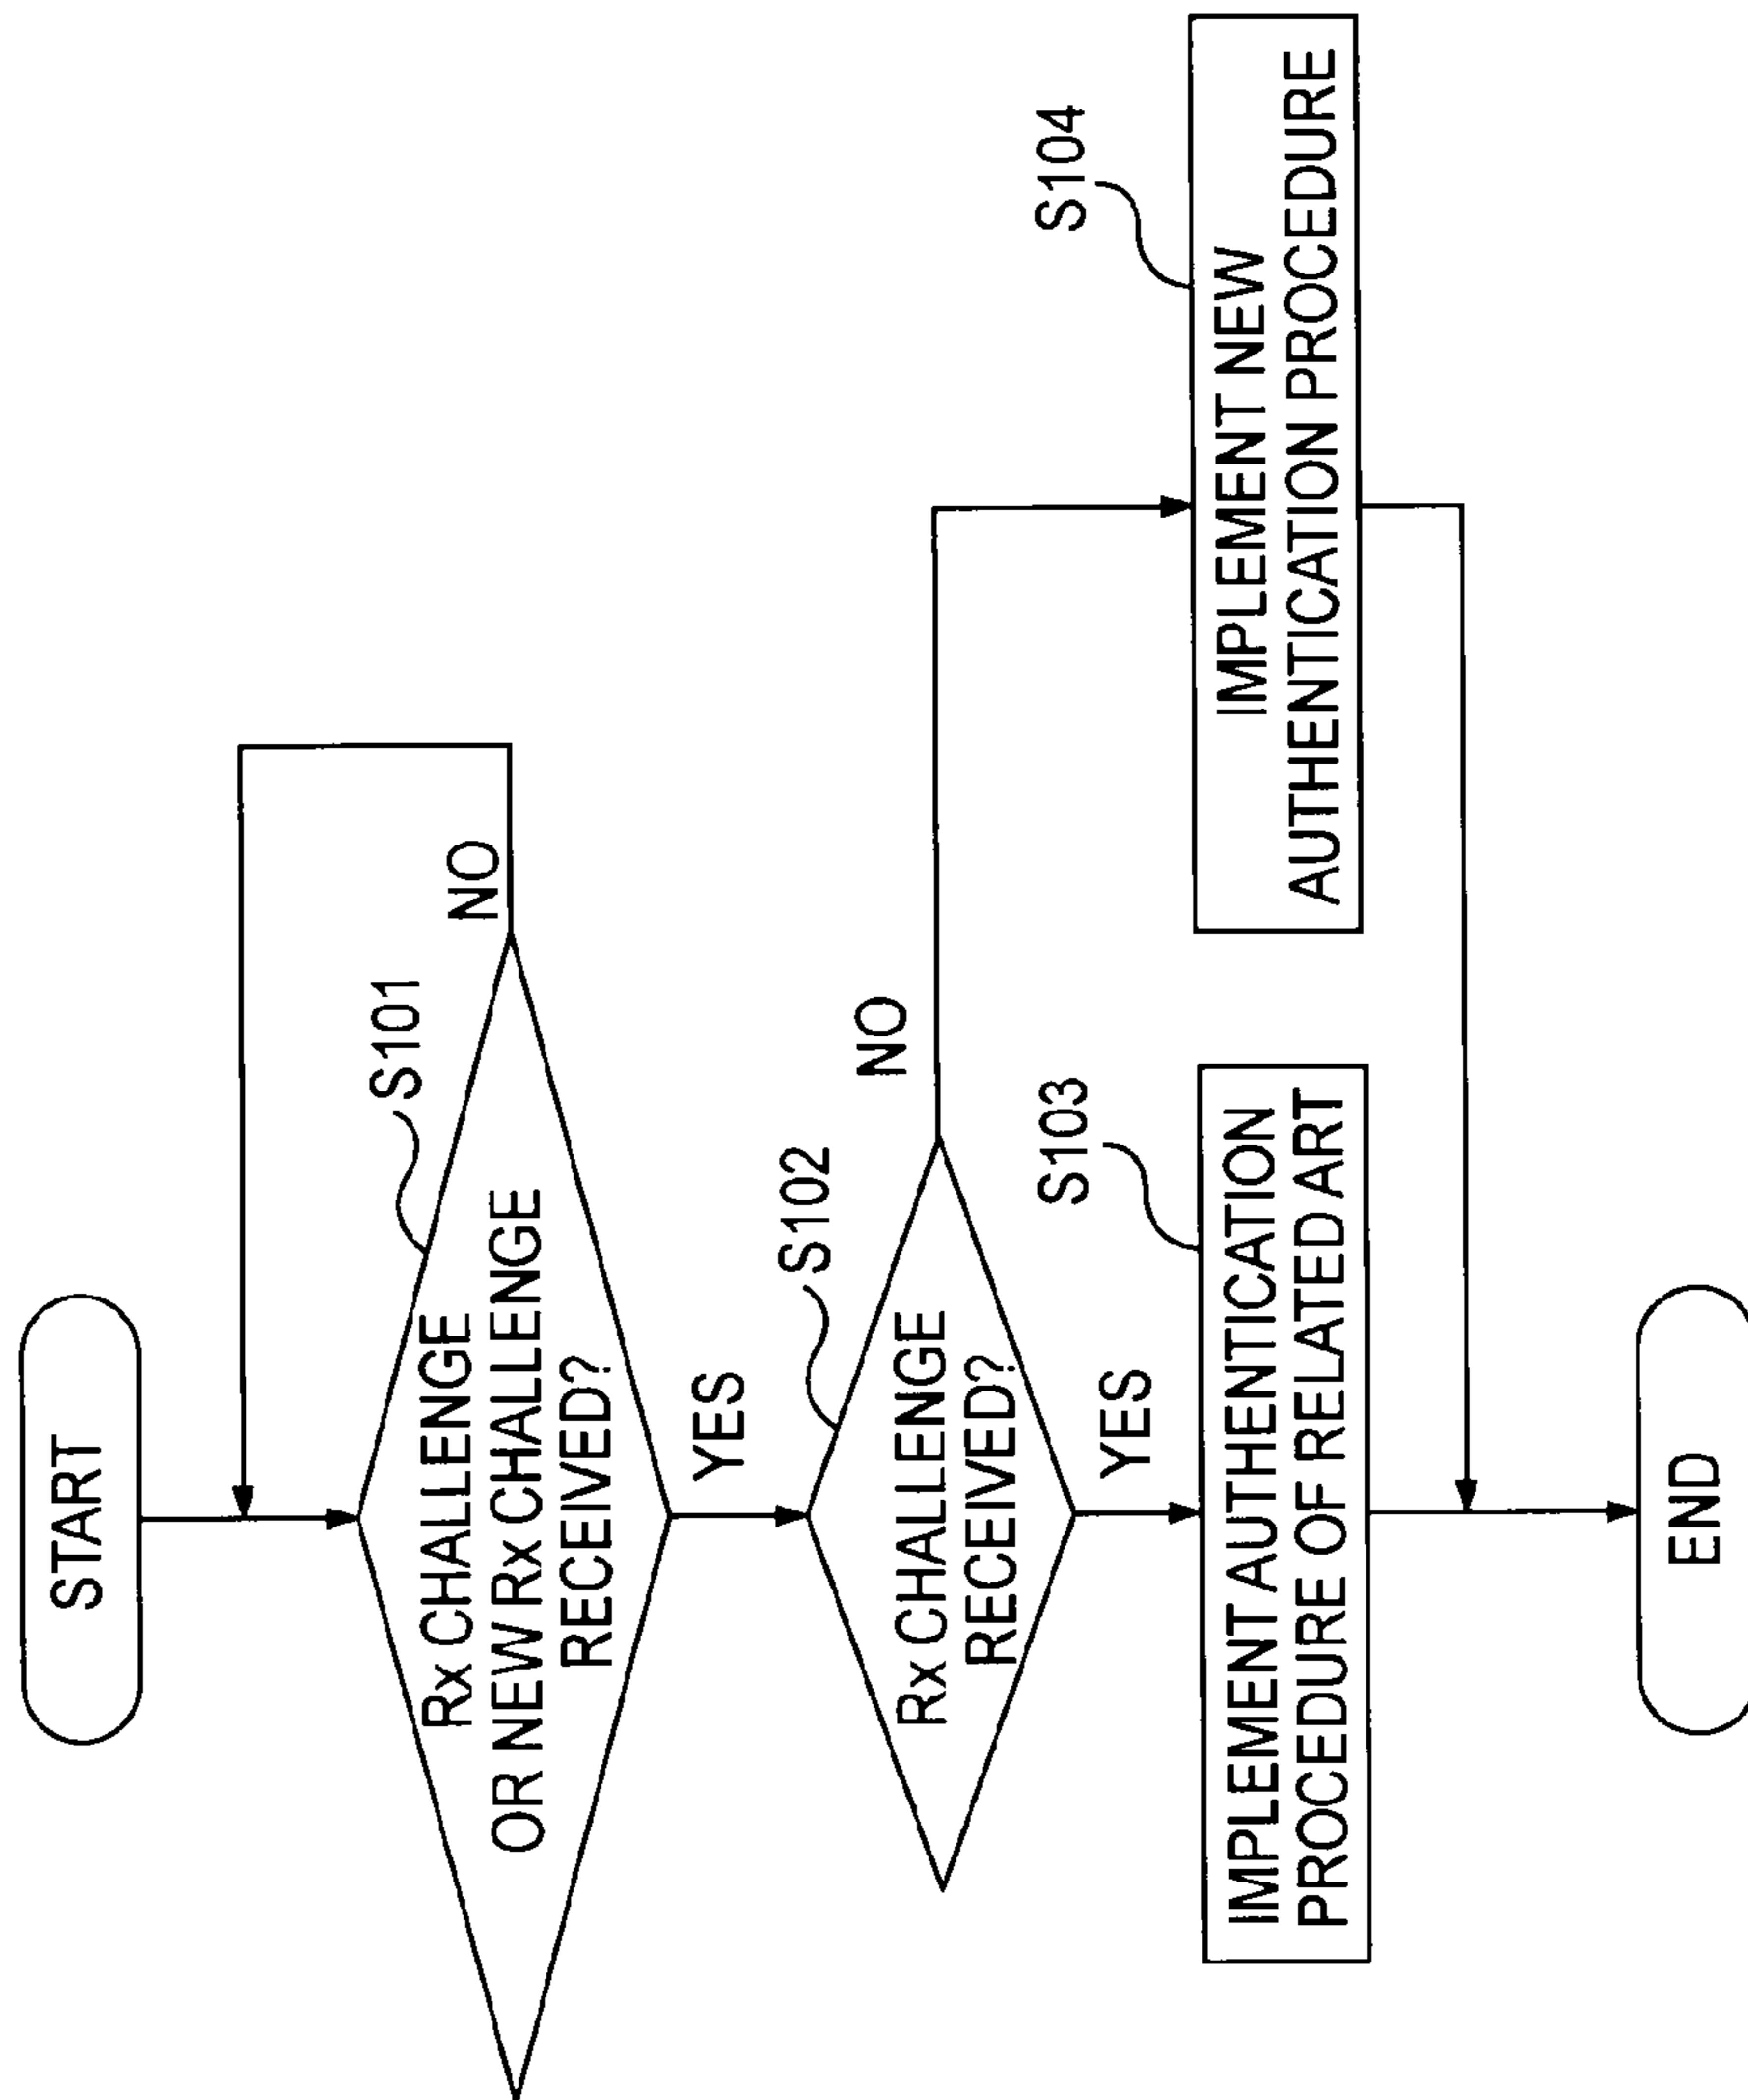 START
S101
Rx CHALLENGE
OR NEW Rx CHALLENGE
RECEIVED?
NO
YES
S102
Rx CHALLENGE
RECEIVED?
NO
YES
S103
IMPLEMENT AUTHENTICATION
PROCEDURE OF RELATED ART
S104
IMPLEMENT NEW
AUTHENTICATION PROCEDURE
END